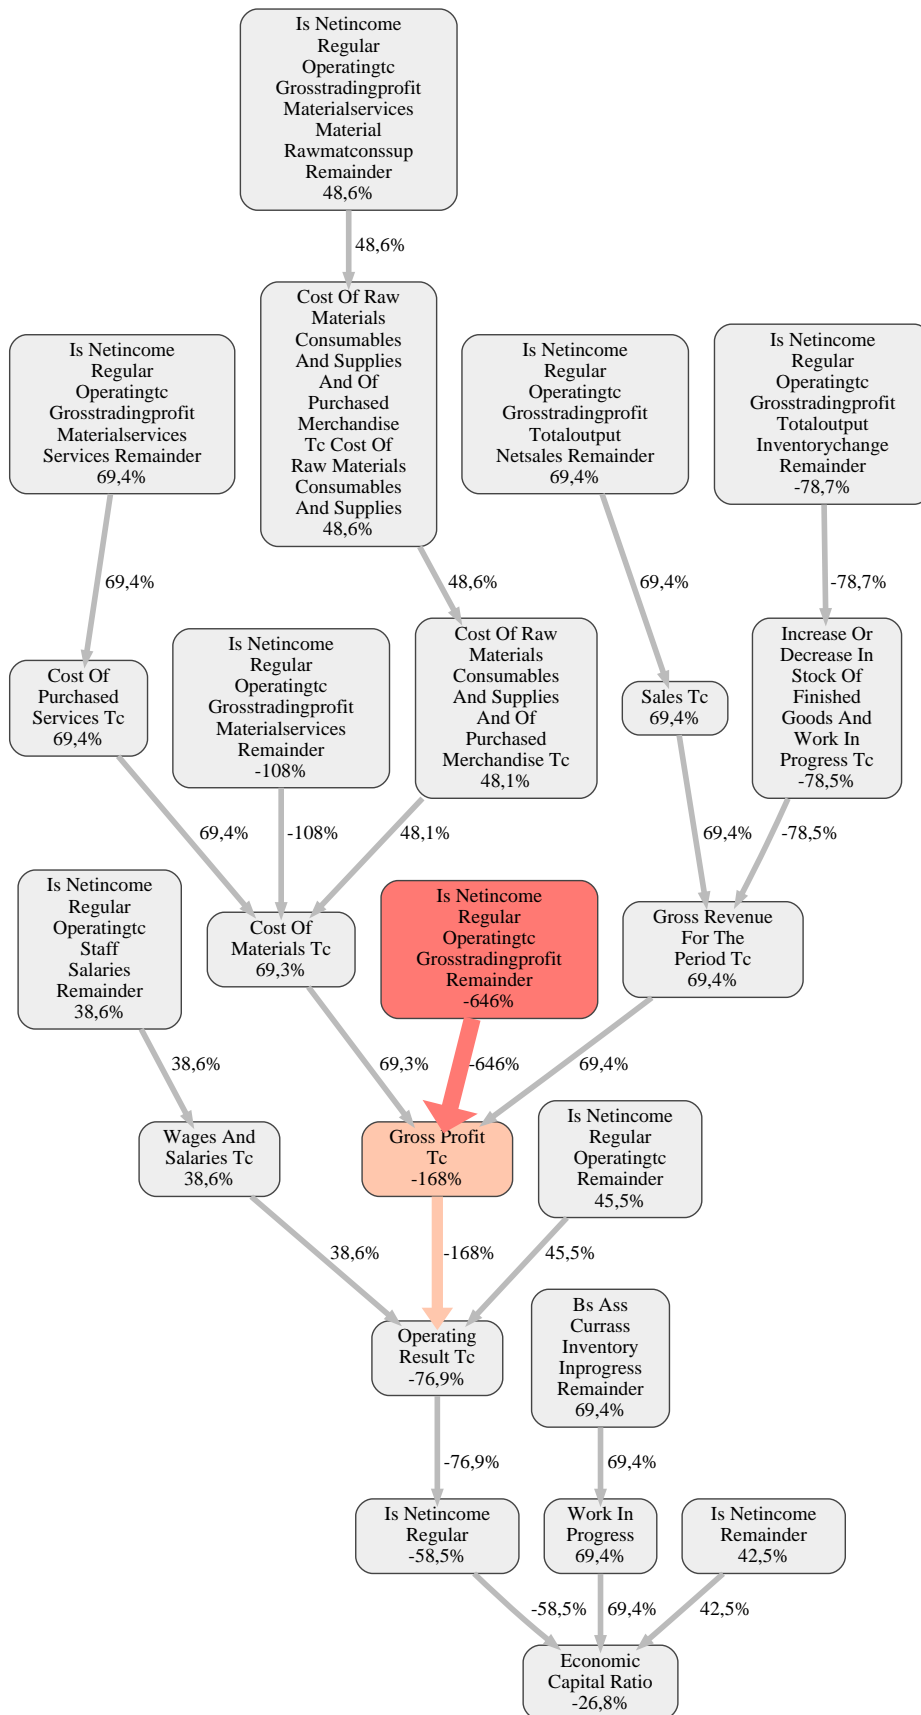 Is Netincome
Regular
Operatingtc
Grosstradingprofit
Materialservices
Material
Rawmatconssup
Remainder
48,6%
48,6%
Cost Of Raw
Materials
Consumables
And Supplies
And Of
Purchased
Merchandise
Tc Cost Of
Raw Materials
Consumables
And Supplies
48,6%
Is Netincome
Regular
Operatingtc
Grosstradingprofit
Materialservices
Services Remainder
69,4%
Is Netincome
Regular
Operatingtc
Grosstradingprofit
Totaloutput
Netsales Remainder
69,4%
Is Netincome
Regular
Operatingtc
Grosstradingprofit
Totaloutput
Inventorychange
Remainder
-78,7%
69,4%
48,6%
69,4%
-78,7%
Cost Of
Purchased
Services Tc
69,4%
Is Netincome
Regular
Operatingtc
Grosstradingprofit
Materialservices
Remainder
-108%
Cost Of Raw
Materials
Consumables
And Supplies
And Of
Purchased
Merchandise Tc
48,1%
Sales Tc
69,4%
Increase Or
Decrease In
Stock Of
Finished
Goods And
Work In
Progress Tc
-78,5%
69,4%
-108%
48,1%
69,4%
-78,5%
Is Netincome
Regular
Operatingtc
Staff
Salaries
Remainder
38,6%
Cost Of
Materials Tc
69,3%
Is Netincome
Regular
Operatingtc
Grosstradingprofit
Remainder
-646%
Gross Revenue
For The
Period Tc
69,4%
38,6%
69,3%
-646%
69,4%
Wages And
Salaries Tc
38,6%
Gross Profit
Tc
-168%
Is Netincome
Regular
Operatingtc
Remainder
45,5%
38,6%
-168%
45,5%
Operating
Result Tc
-76,9%
Bs Ass
Currass
Inventory
Inprogress
Remainder
69,4%
-76,9%
69,4%
Is Netincome
Regular
-58,5%
Work In
Progress
69,4%
Is Netincome
Remainder
42,5%
-58,5%
69,4%
42,5%
Economic
Capital Ratio
-26,8%